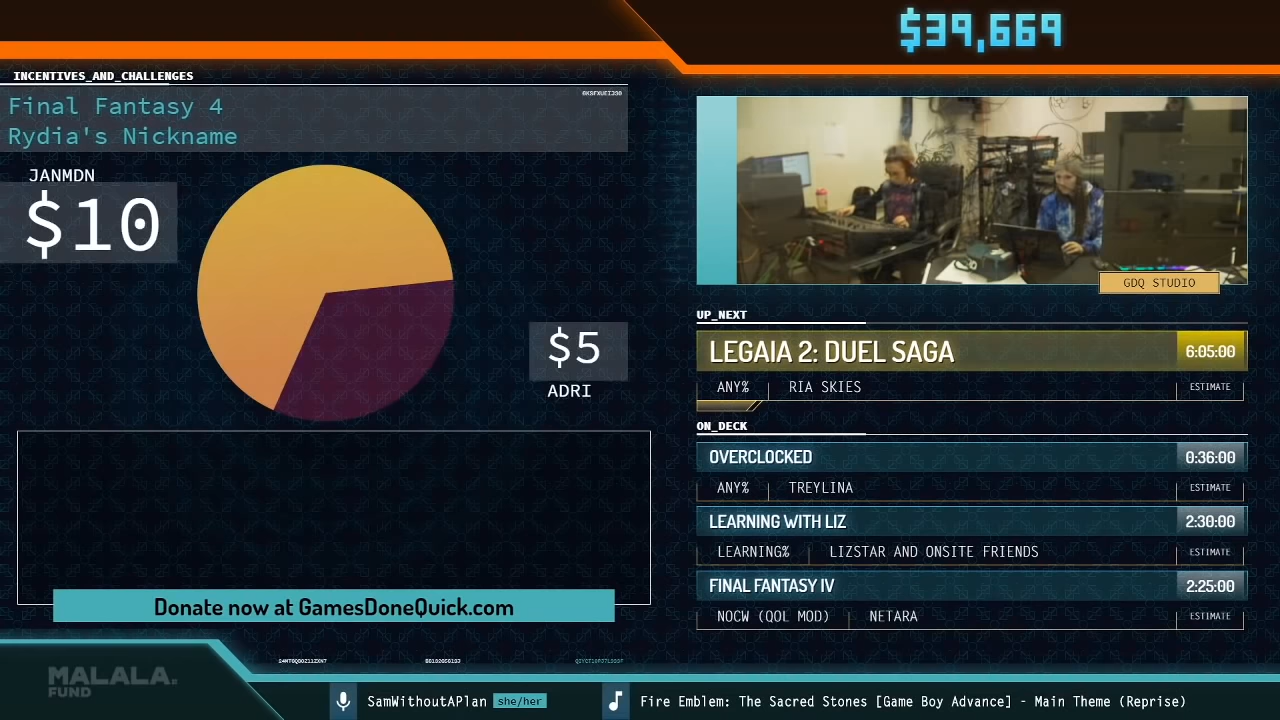 $39,669
INCENTIVES_AND_CHALLENGES
Final Fantasy 4
Rydia's Nickname
JANMDN
$10
$5
ADRI
Donate now at GamesDoneQuick.com
GDQ STUDIO
UP_NEXT
LEGAIA 2: DUEL SAGA 6:05:00
ANY% RIA SKIES ESTIMATE
ON_DECK
OVERCLOCKED 0:36:00
ANY% TREYLINA ESTIMATE
LEARNING WITH LIZ 2:30:00
LEARNING% LIZSTAR AND ONSITE FRIENDS ESTIMATE
FINAL FANTASY IV 2:25:00
NOCW (QOL MOD) NETARA ESTIMATE
MALALA.
FUND
SamWithoutAPlan she/her
Fire Emblem: The Sacred Stones [Game Boy Advance] - Main Theme (Reprise)